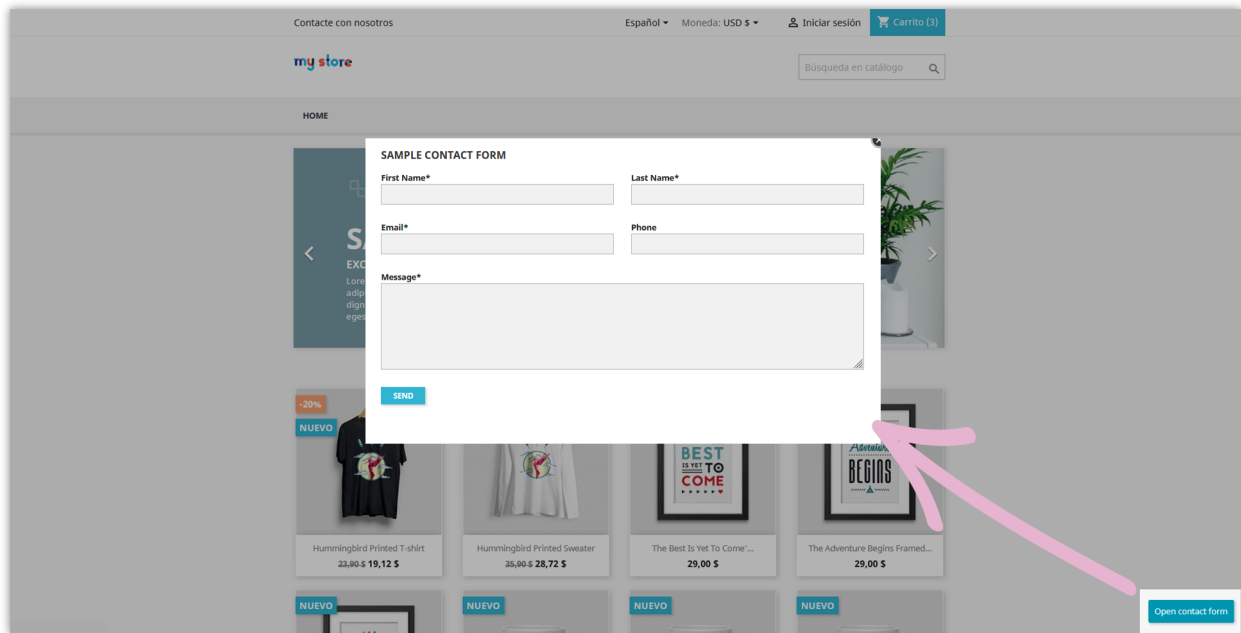 Contacte con nosotros
Español Moneda: USD $ Iniciar sesión Carrito (3)
my store
Búsqueda en catálogo
HOME
SAMPLE CONTACT FORM
First Name* Last Name*
Email* Phone
Message*
SEND
-20%
NUEVO
BEST
IS YET TO
COME
Adventure
BEGINS
Hummingbird Printed T-shirt
23,90 $ 19,12 $
Hummingbird Printed Sweater
35,90 $ 28,72 $
The Best Is Yet To Come'...
29,00 $
The Adventure Begins Framed...
29,00 $
NUEVO NUEVO NUEVO NUEVO
Open contact form